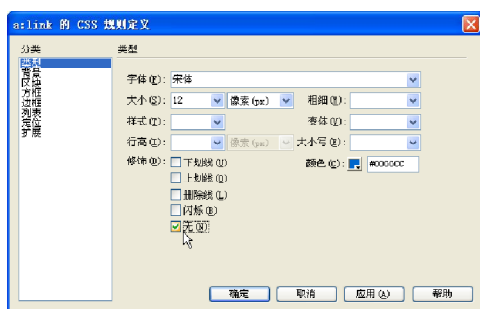 a:link 的 CSS 规则定义
分类
类型
类型
背景
区块
方框
边框
列表
定位
扩展
字体(F): 宋体
大小(S): 12 像素(px) 粗细(W):
样式(T): 变体(V):
行高(I): 像素(px) 大小写(R):
修饰(D): 下划线(U) 颜色(C): #0066CC
上划线(O)
删除线(L)
闪烁(B)
无(N)
确定 取消 应用(A) 帮助